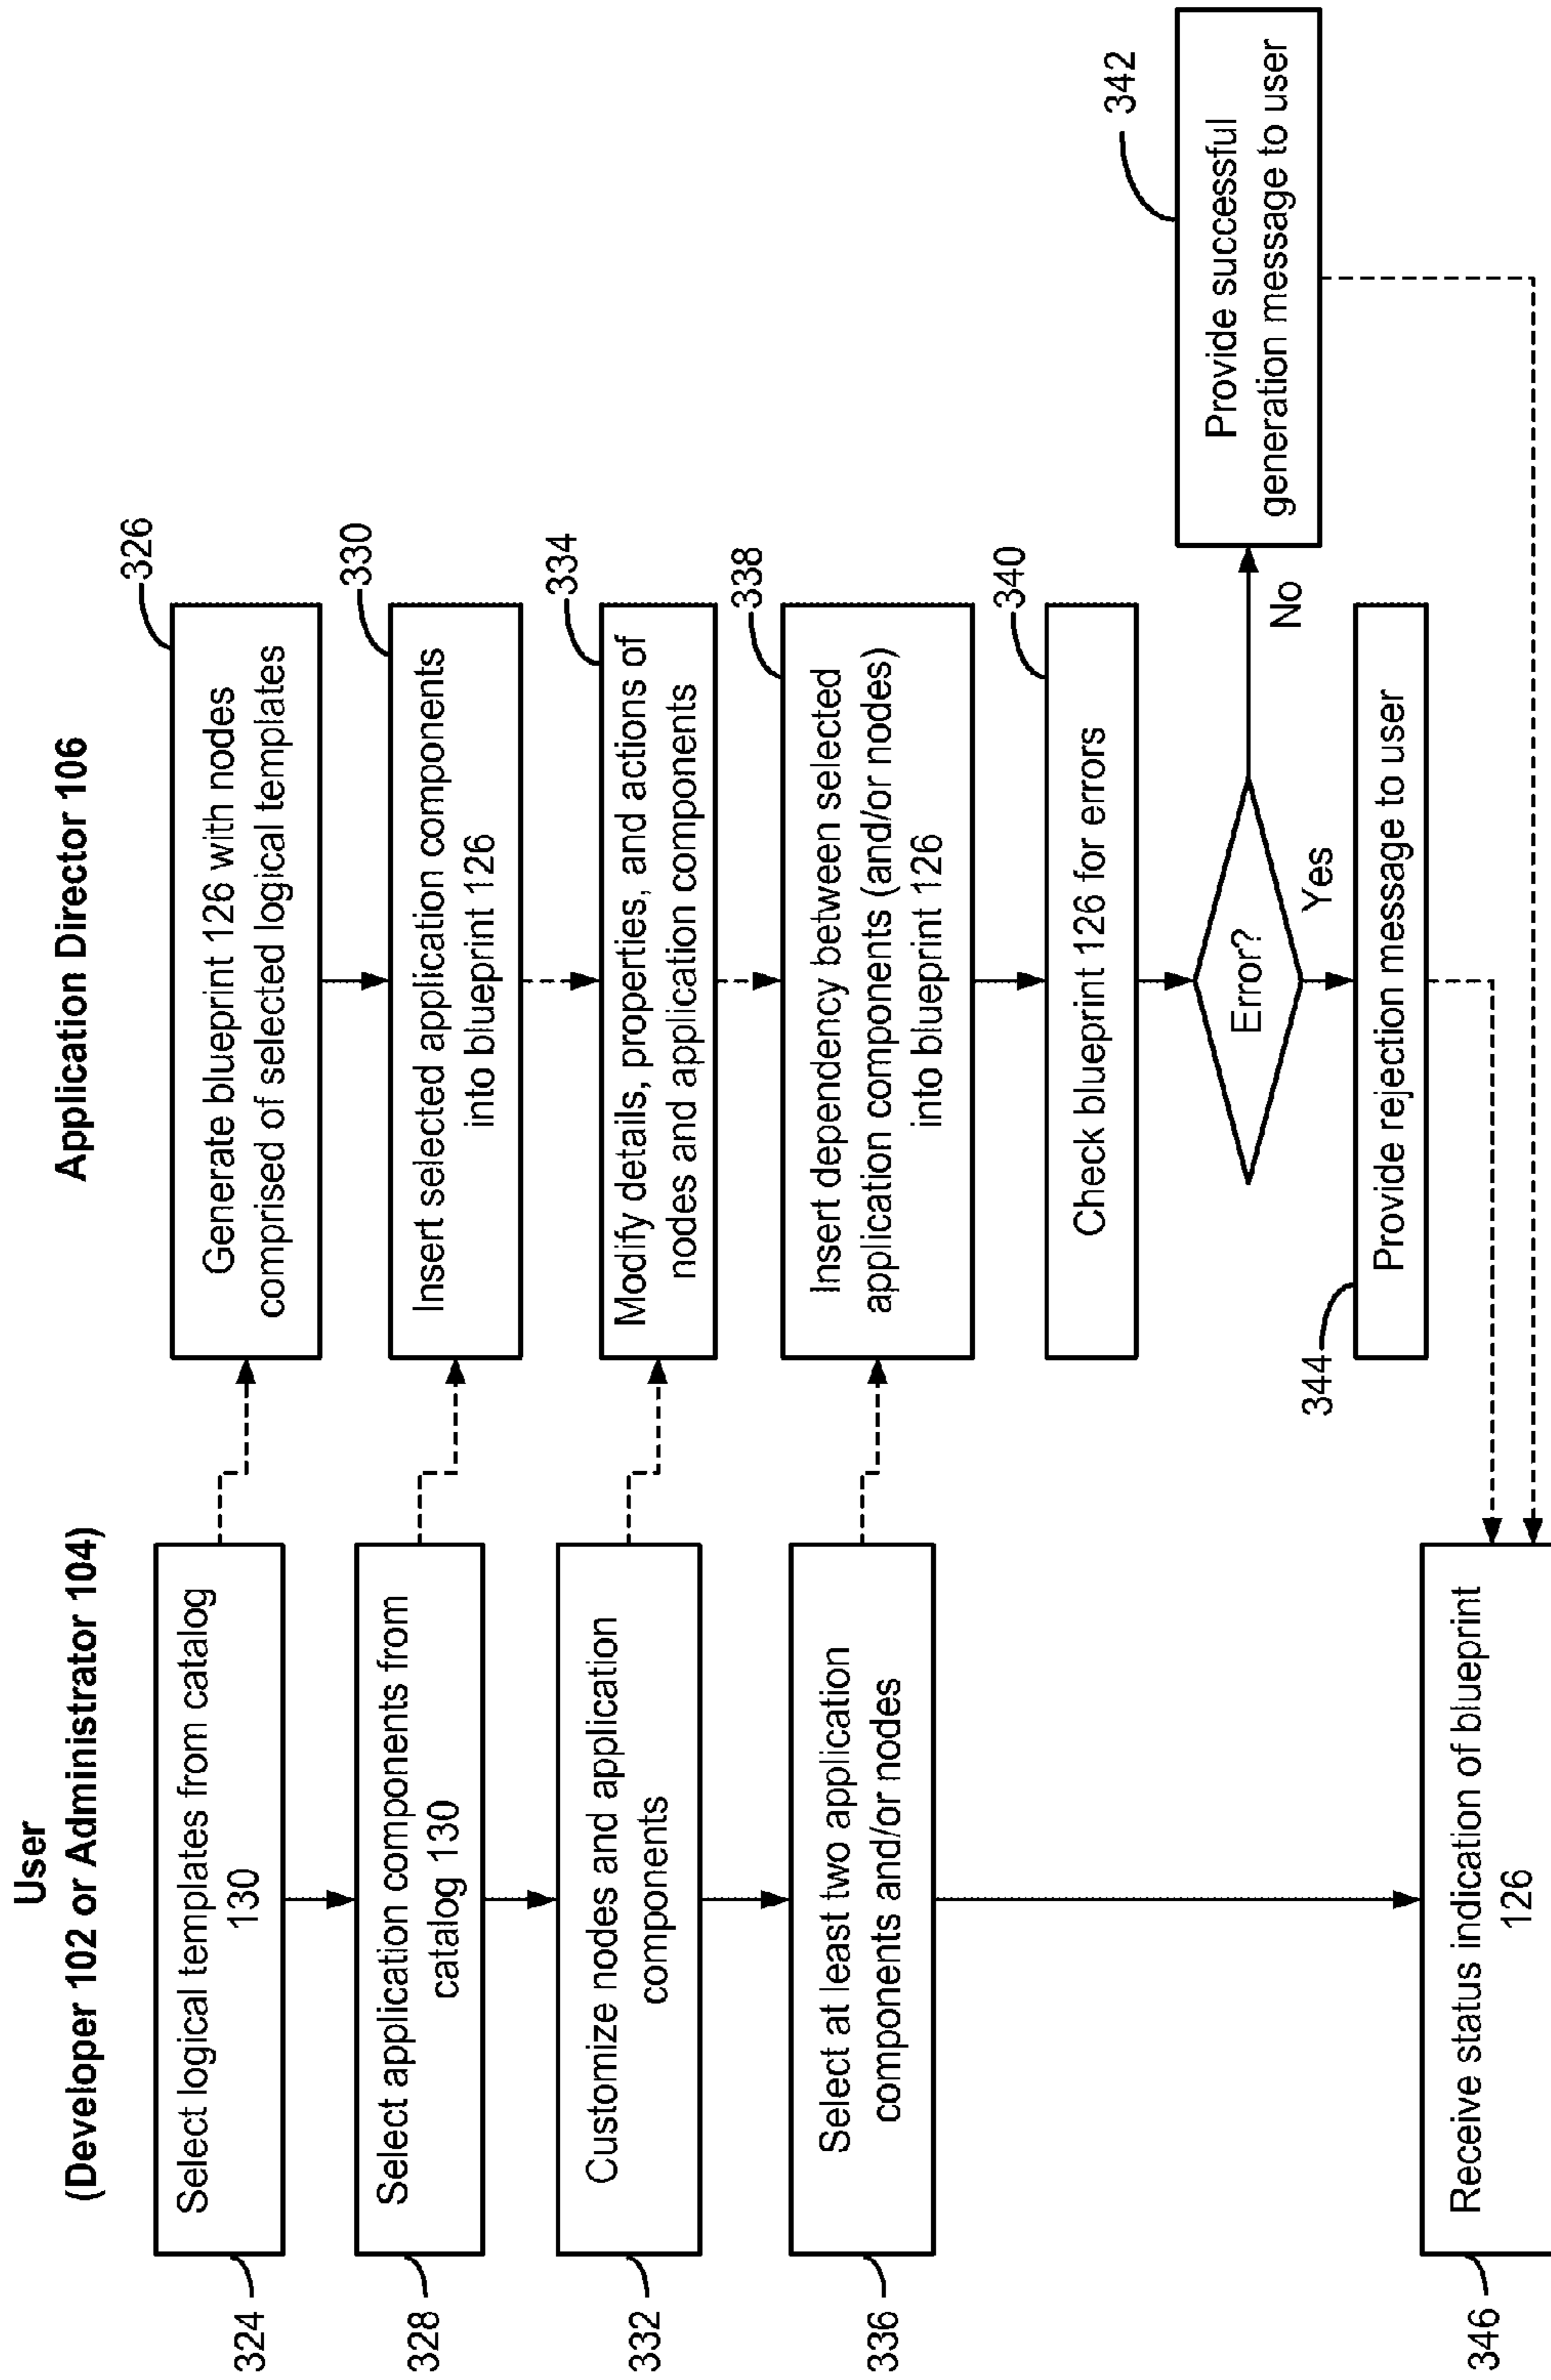 User
(Developer 102 or Administrator 104)
Application Director 106
324
Select logical templates from catalog
130
326
Generate blueprint 126 with nodes
comprised of selected logical templates
328
Select application components from
catalog 130
330
Insert selected application components
into blueprint 126
332
Customize nodes and application
components
334
Modify details, properties, and actions of
nodes and application components
336
Select at least two application
components and/or nodes
338
Insert dependency between selected
application components (and/or nodes)
into blueprint 126
340
Check blueprint 126 for errors
Error?
No
342
Provide successful
generation message to user
Yes
344
Provide rejection message to user
346
Receive status indication of blueprint
126